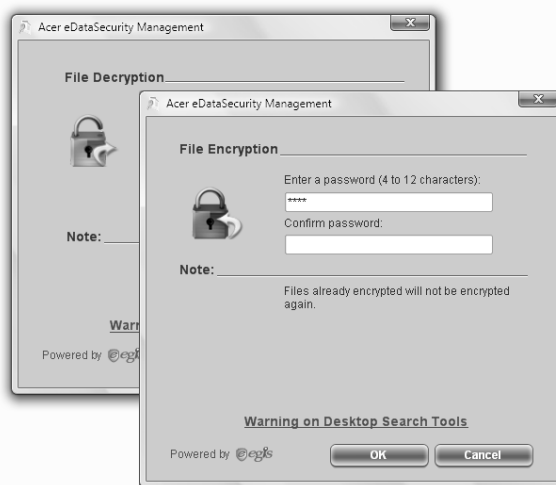 Acer eDataSecurity Management
File Decryption
Note:
Powered by
Acer eDataSecurity Management
File Encryption
Enter a password (4 to 12 characters):
****
Confirm password:
Note:
Files already encrypted will not be encrypted
again.
Warning on Desktop Search Tools
Powered by egis
OK
Cancel